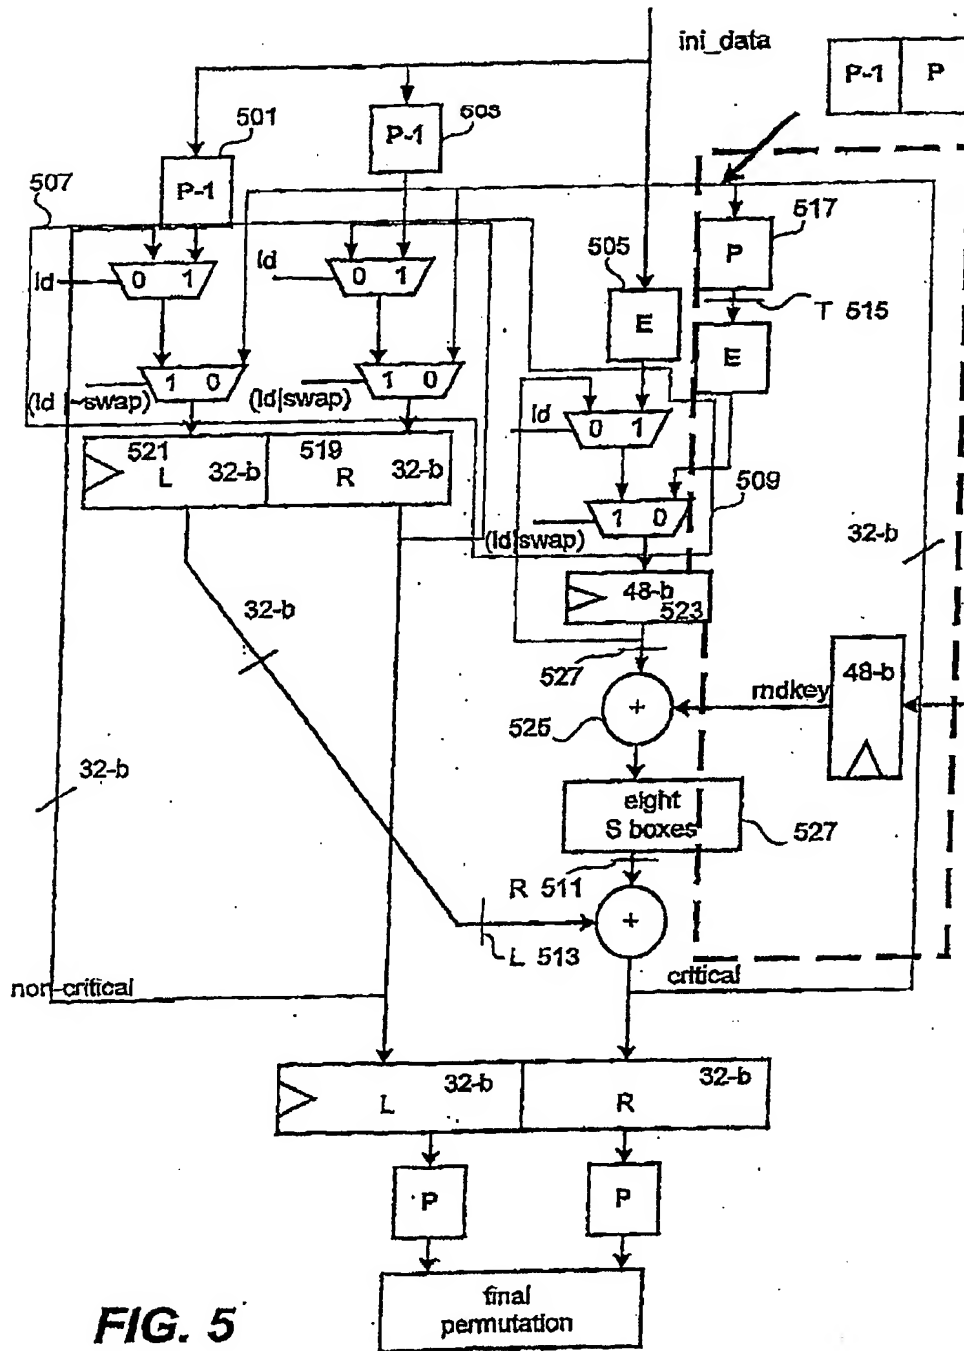 ini_data
P-1 P
501
P-1
503
P-1
507
517
P
505
E
T 515
E
ld
0 1
ld
0 1
ld
0 1
(ld | ~swap)
1 0
(ld|swap)
1 0
509
(ld|swap)
1 0
521
L
32-b
519
R
32-b
32-b
48-b
523
32-b
527
rndkey
48-b
+
525
32-b
eight
S boxes
527
R 511
+
L 513
non-critical
critical
32-b
L
32-b
R
P
P
final
permutation
FIG. 5